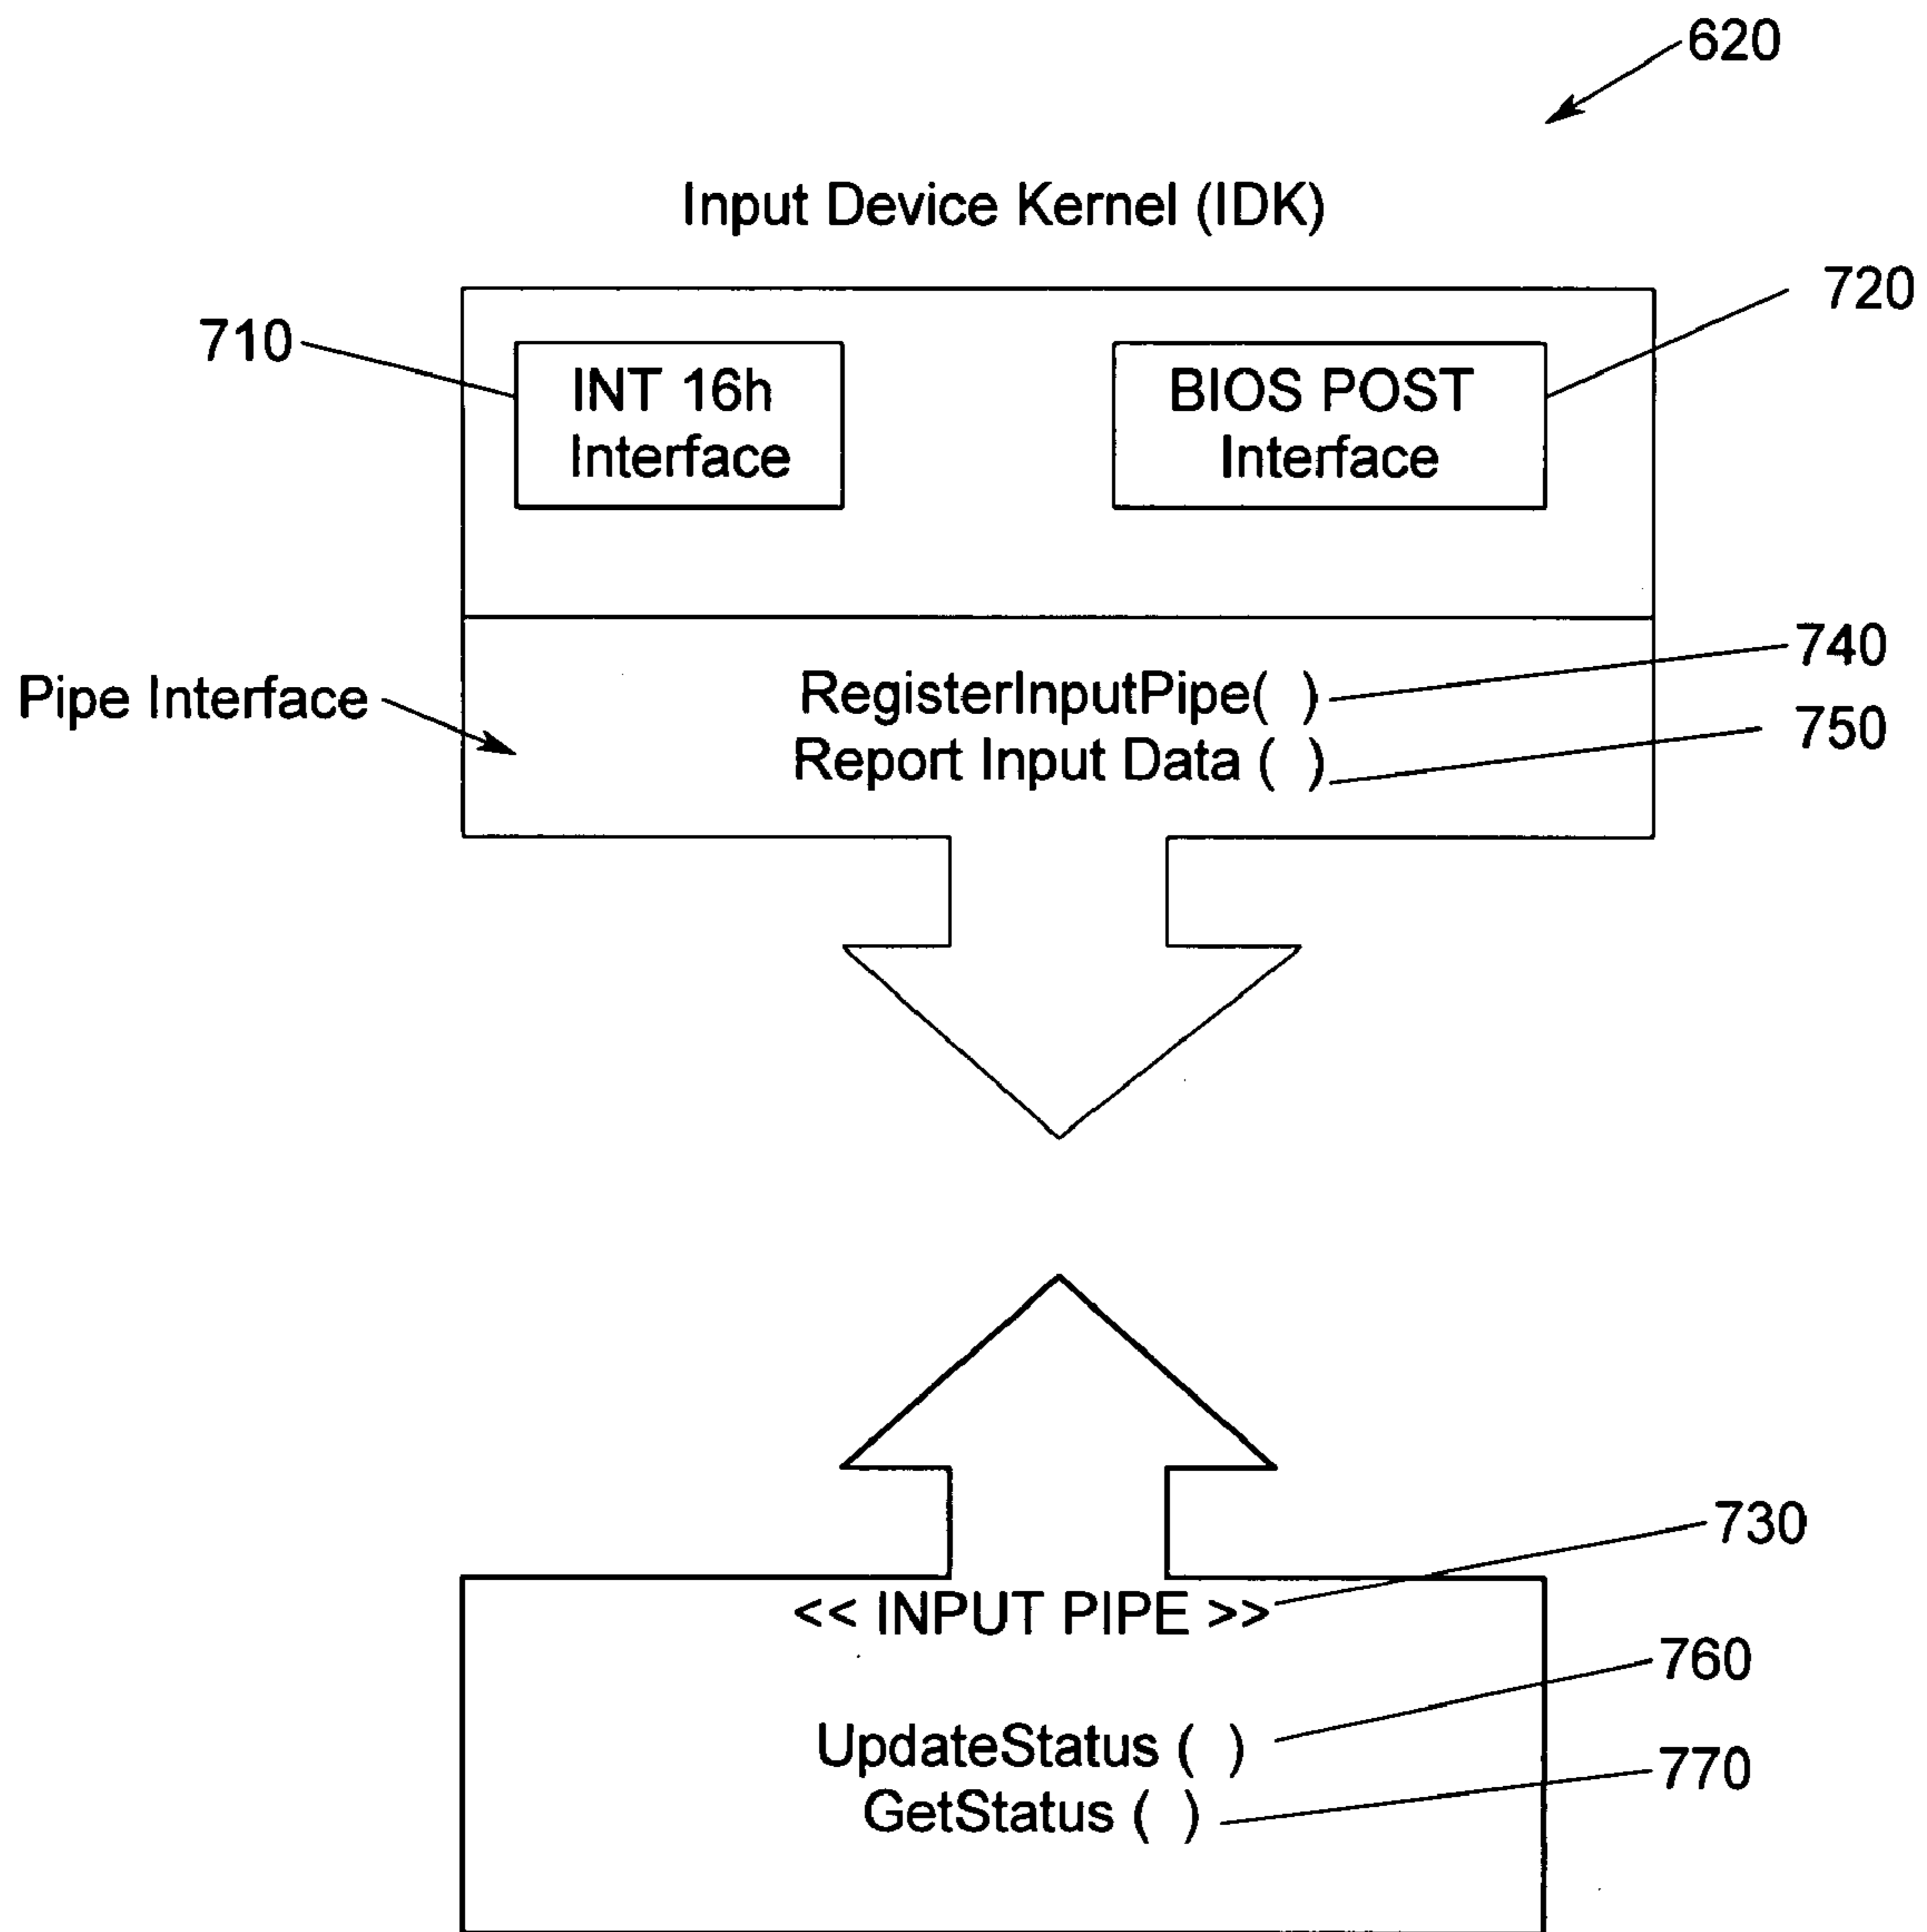 620
Input Device Kernel (IDK)
720
710
INT 16h
Interface
BIOS POST
Interface
740
RegisterInputPipe( )
Pipe Interface
750
Report Input Data ( )
730
<< INPUT PIPE >>
760
UpdateStatus ( )
770
GetStatus ( )